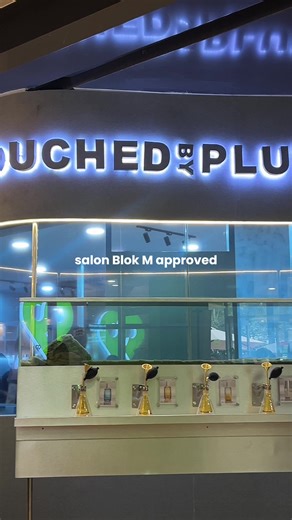 OUCHED BY PLU
salon Blok M approved